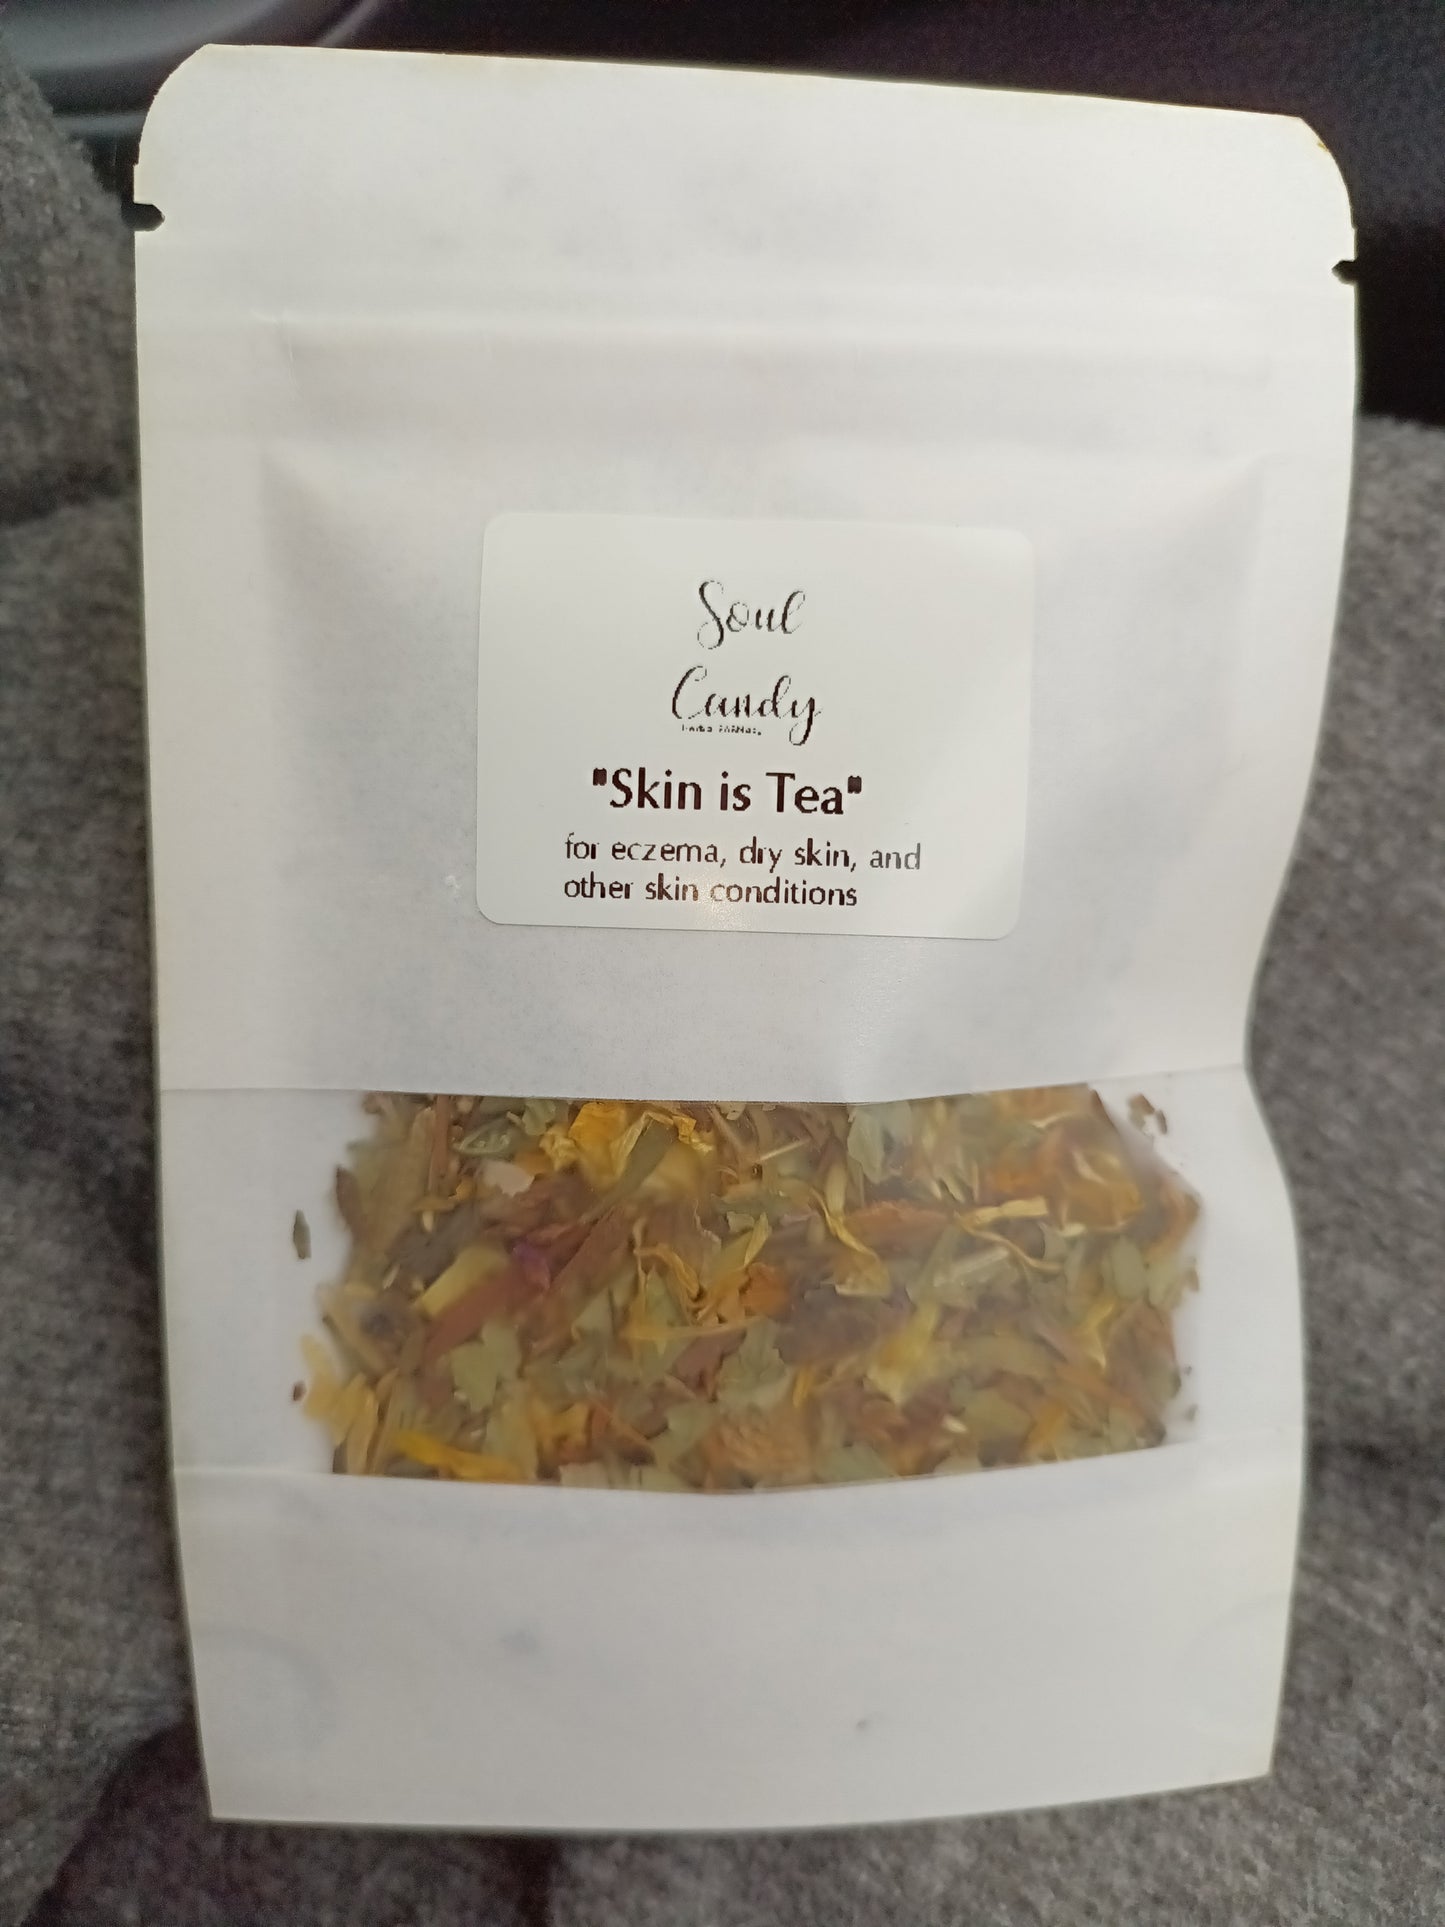 Soul
Candy
"Skin is Tea"
for eczema, dry skin, and
other skin conditions